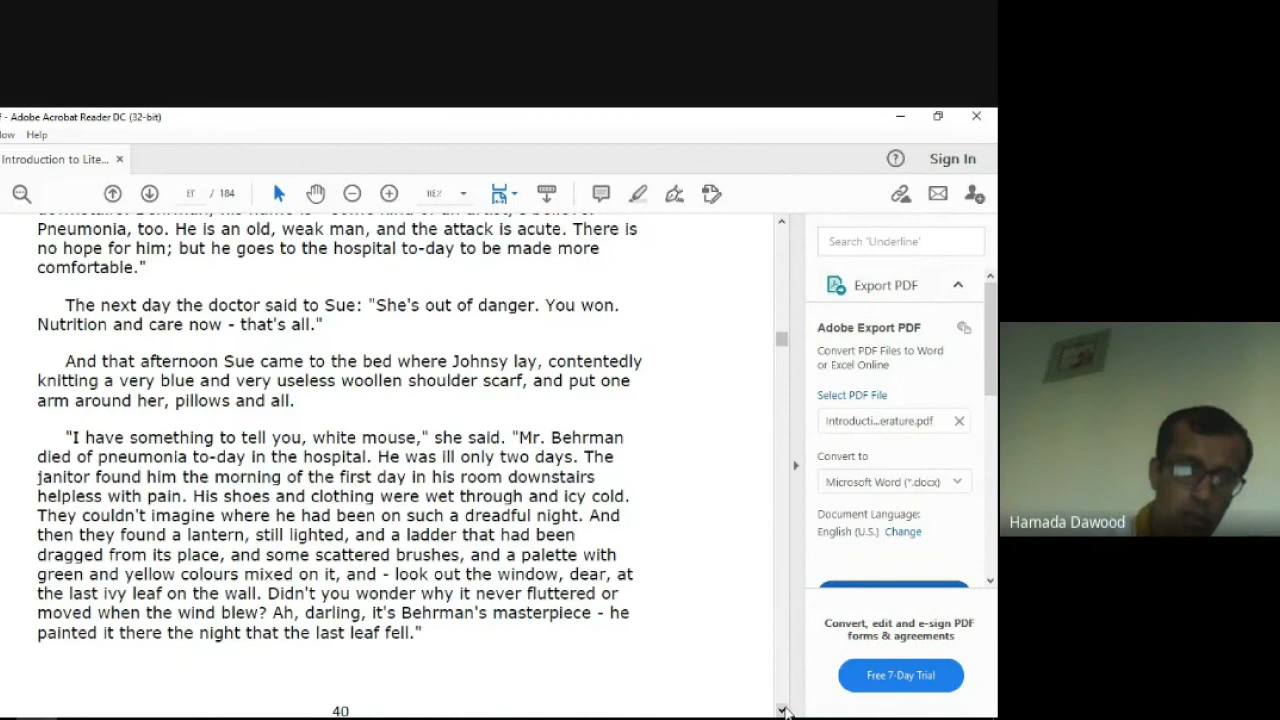 f - Adobe Acrobat Reader DC (32-bit)
Help
Introduction to Lite...
Sign In
/ 184
Pneumonia, too. He is an old, weak man, and the attack is acute. There is
no hope for him; but he goes to the hospital to-day to be made more
comfortable."
The next day the doctor said to Sue: "She's out of danger. You won.
Nutrition and care now - that's all."
And that afternoon Sue came to the bed where Johnsy lay, contentedly
knitting a very blue and very useless woollen shoulder scarf, and put one
arm around her, pillows and all.
"I have something to tell you, white mouse," she said. "Mr. Behrman
died of pneumonia to-day in the hospital. He was ill only two days. The
janitor found him the morning of the first day in his room downstairs
helpless with pain. His shoes and clothing were wet through and icy cold.
They couldn't imagine where he had been on such a dreadful night. And
then they found a lantern, still lighted, and a ladder that had been
dragged from its place, and some scattered brushes, and a palette with
green and yellow colours mixed on it, and - look out the window, dear, at
the last ivy leaf on the wall. Didn't you wonder why it never fluttered or
moved when the wind blew? Ah, darling, it's Behrman's masterpiece - he
painted it there the night that the last leaf fell."
40
Search 'Underline'
Export PDF
Adobe Export PDF
Convert PDF Files to Word
or Excel Online
Select PDF File
Introducti...erature.pdf
Convert to
Microsoft Word (*.docx)
Document Language:
English (U.S.) Change
Convert, edit and e-sign PDF
forms & agreements
Free 7-Day Trial
Hamada Dawood